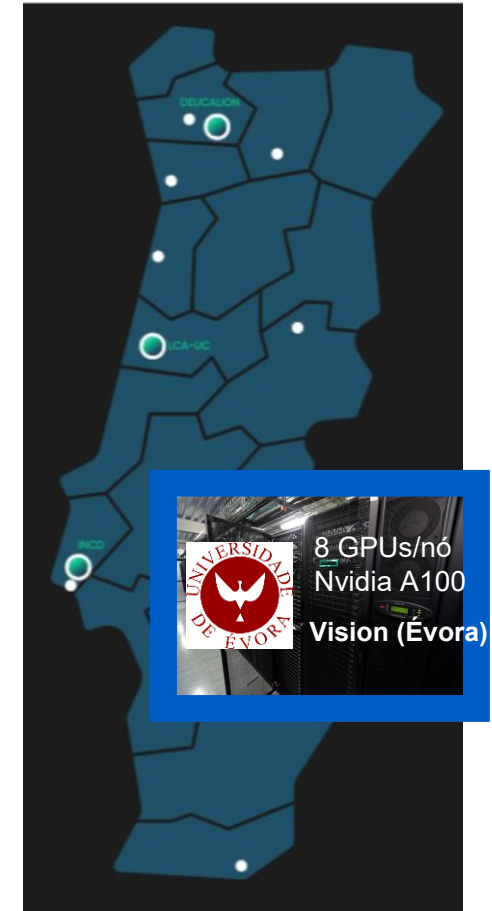 DEUCALION
LCA-UC
INCD
UNIVERSIDADE
DE ÉVORA
8 GPUs/nó
Nvidia A100
Vision (Évora)